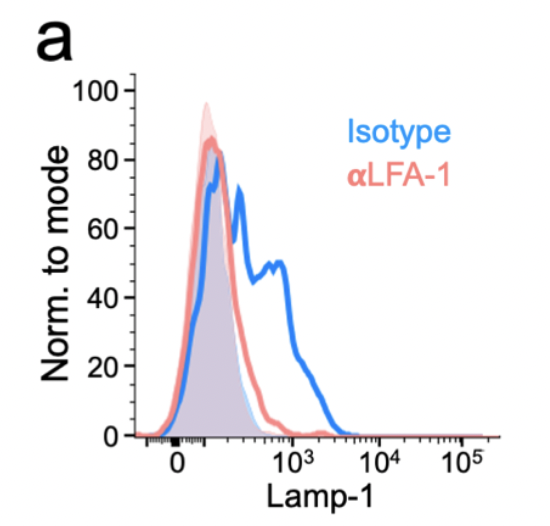 a
100
80
60
40
20
0
Norm. to mode
Isotype
αLFA-1
0 10³ 10⁴ 10⁵
Lamp-1